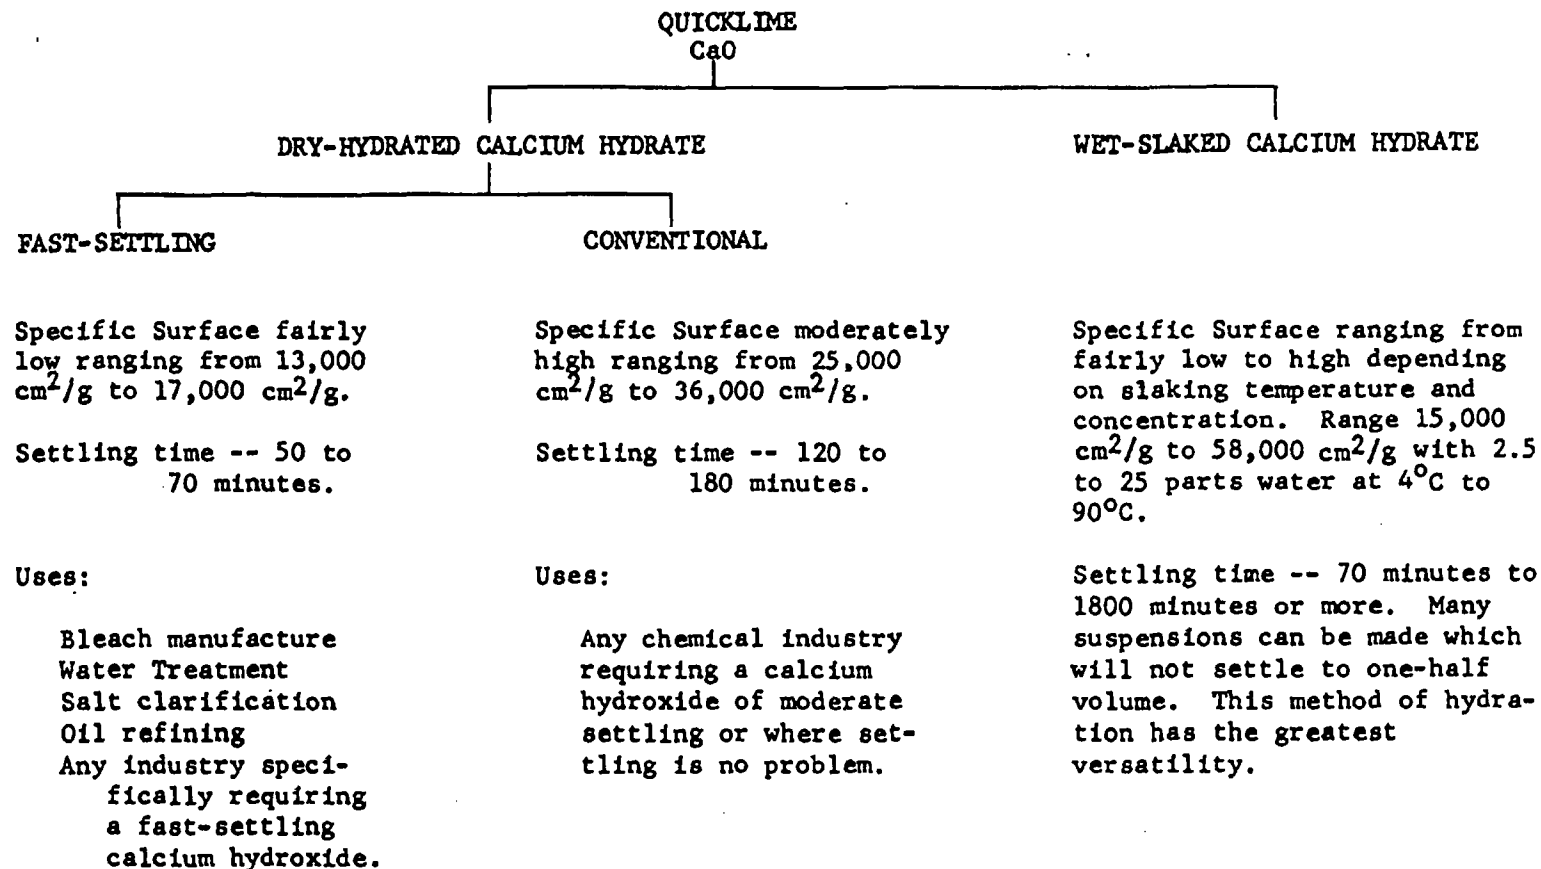 QUICKLIME
CaO
DRY-HYDRATED CALCIUM HYDRATE
WET-SLAKED CALCIUM HYDRATE
FAST-SETTLING
CONVENTIONAL
Specific Surface fairly
low ranging from 13,000
cm²/g to 17,000 cm²/g.
Settling time -- 50 to
70 minutes.
Uses:
Bleach manufacture
Water Treatment
Salt clarification
Oil refining
Any industry speci-
fically requiring
a fast-settling
calcium hydroxide.
Specific Surface moderately
high ranging from 25,000
cm²/g to 36,000 cm²/g.
Settling time -- 120 to
180 minutes.
Uses:
Any chemical industry
requiring a calcium
hydroxide of moderate
settling or where set-
tling is no problem.
Specific Surface ranging from
fairly low to high depending
on slaking temperature and
concentration. Range 15,000
cm²/g to 58,000 cm²/g with 2.5
to 25 parts water at 4°C to
90°C.
Settling time -- 70 minutes to
1800 minutes or more. Many
suspensions can be made which
will not settle to one-half
volume. This method of hydra-
tion has the greatest
versatility.